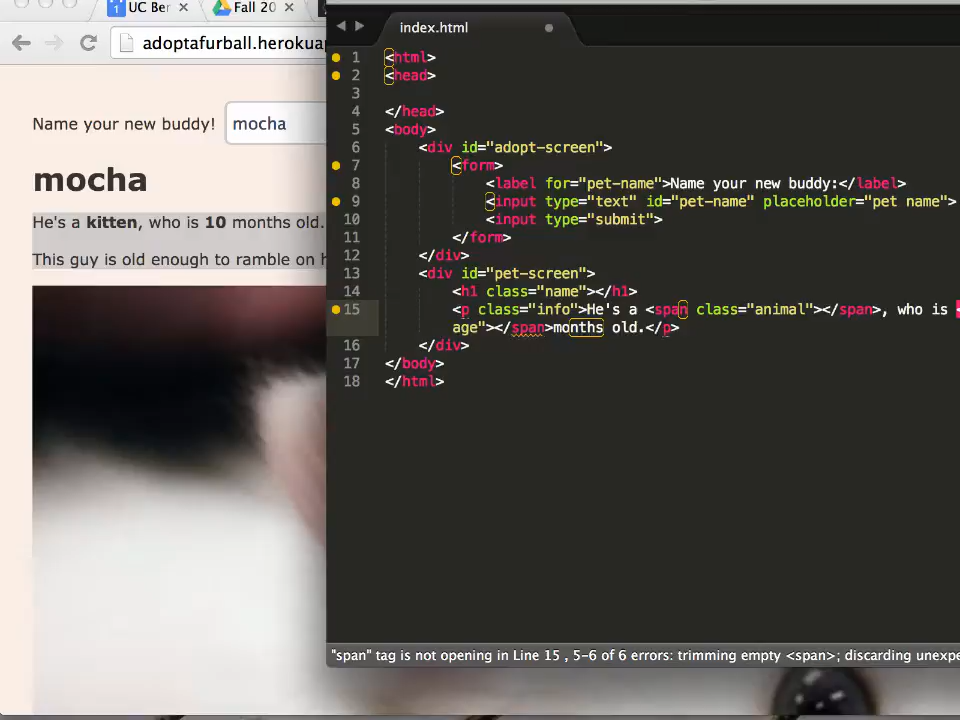 UC Ber
Fall 20
index.html
adoptafurball.herokuap
Name your new buddy! mocha
mocha
He's a kitten, who is 10 months old.
This guy is old enough to ramble on h
1 <html>
2 <head>
3
4 </head>
5 <body>
6 <div id="adopt-screen">
7 <form>
8 <label for="pet-name">Name your new buddy:</label>
9 <input type="text" id="pet-name" placeholder="pet name">
10 <input type="submit">
11 </form>
12 </div>
13 <div id="pet-screen">
14 <h1 class="name"></h1>
15 <p class="info">He's a <span class="animal"></span>, who is
age"></span>months old.</p>
16 </div>
17 </body>
18 </html>
"span" tag is not opening in Line 15 , 5-6 of 6 errors: trimming empty <span>; discarding unexpe